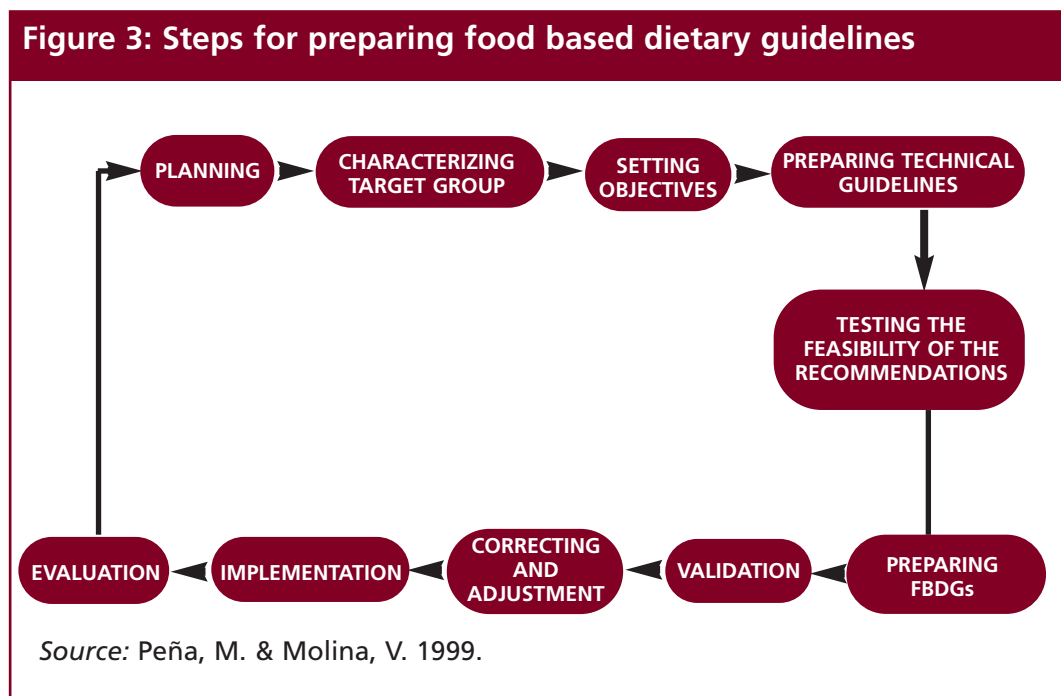 Figure 3: Steps for preparing food based dietary guidelines
PLANNING
CHARACTERIZING
TARGET GROUP
SETTING
OBJECTIVES
PREPARING TECHNICAL
GUIDELINES
TESTING THE
FEASIBILITY OF THE
RECOMMENDATIONS
PREPARING
FBDGs
VALIDATION
CORRECTING
AND
ADJUSTMENT
IMPLEMENTATION
EVALUATION
Source: Peña, M. & Molina, V. 1999.